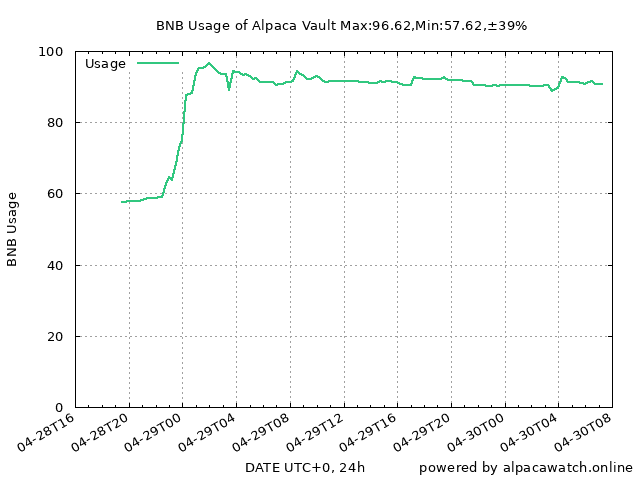 BNB Usage of Alpaca Vault Max:96.62,Min:57.62,±39%
Usage
100
80
60
40
20
0
BNB Usage
04-28T16
04-28T20
04-29T00
04-29T04
04-29T08
04-29T12
04-29T16
04-29T20
04-30T00
04-30T04
04-30T08
DATE UTC+0, 24h
powered by alpacawatch.online